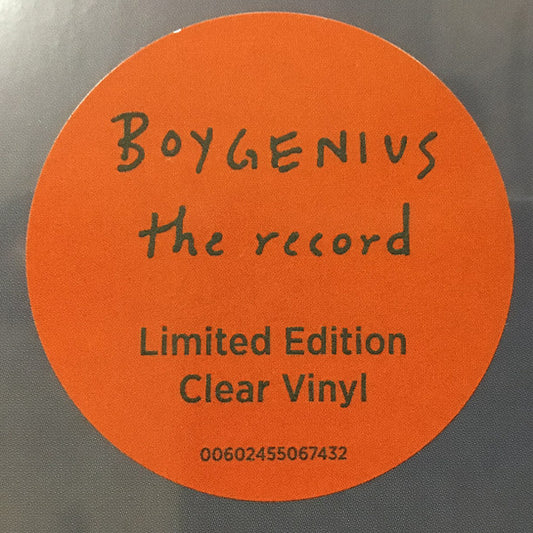 BOYGENIUS
the record
Limited Edition
Clear Vinyl
00602455067432